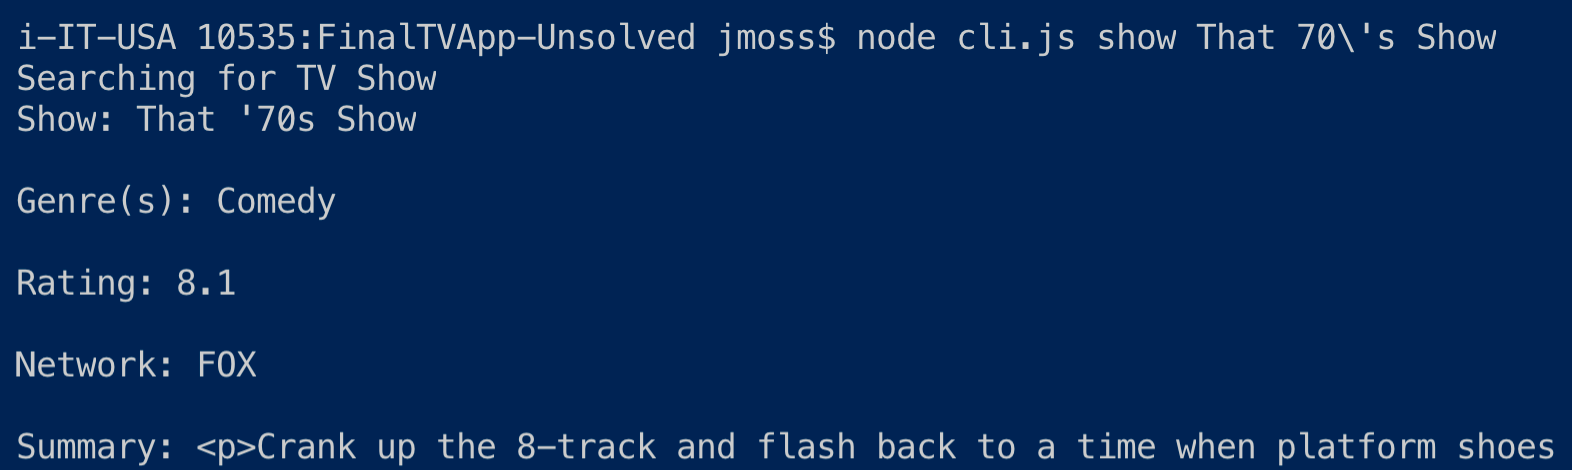 i-IT-USA 10535:FinalTVApp-Unsolved jmoss$ node cli.js show That 70\'s Show
Searching for TV Show
Show: That '70s Show
Genre(s): Comedy
Rating: 8.1
Network: FOX
Summary: <p>Crank up the 8-track and flash back to a time when platform shoes